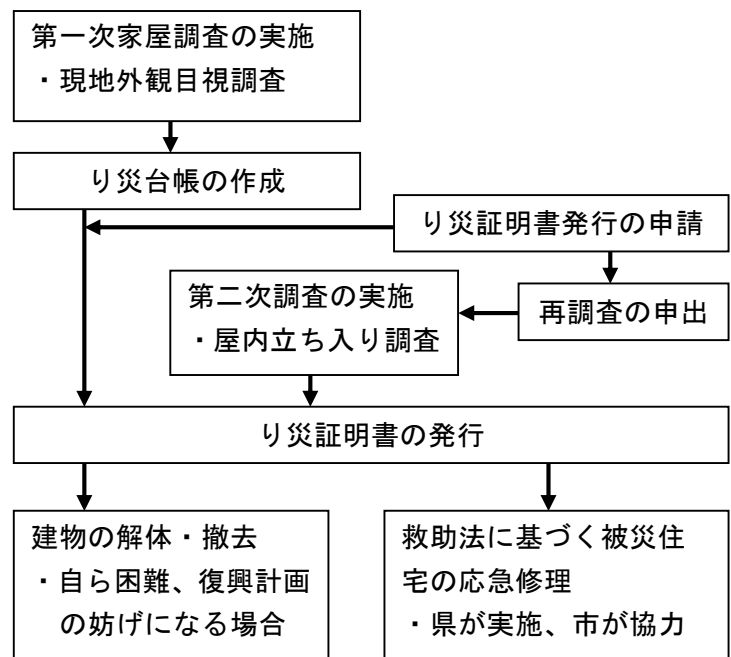 第一次家屋調査の実施
・現地外観目視調査
り災台帳の作成
り災証明書発行の申請
第二次調査の実施
・屋内立ち入り調査
再調査の申出
り災証明書の発行
建物の解体・撤去
・自ら困難、復興計画
の妨げになる場合
救助法に基づく被災住
宅の応急修理
・県が実施、市が協力